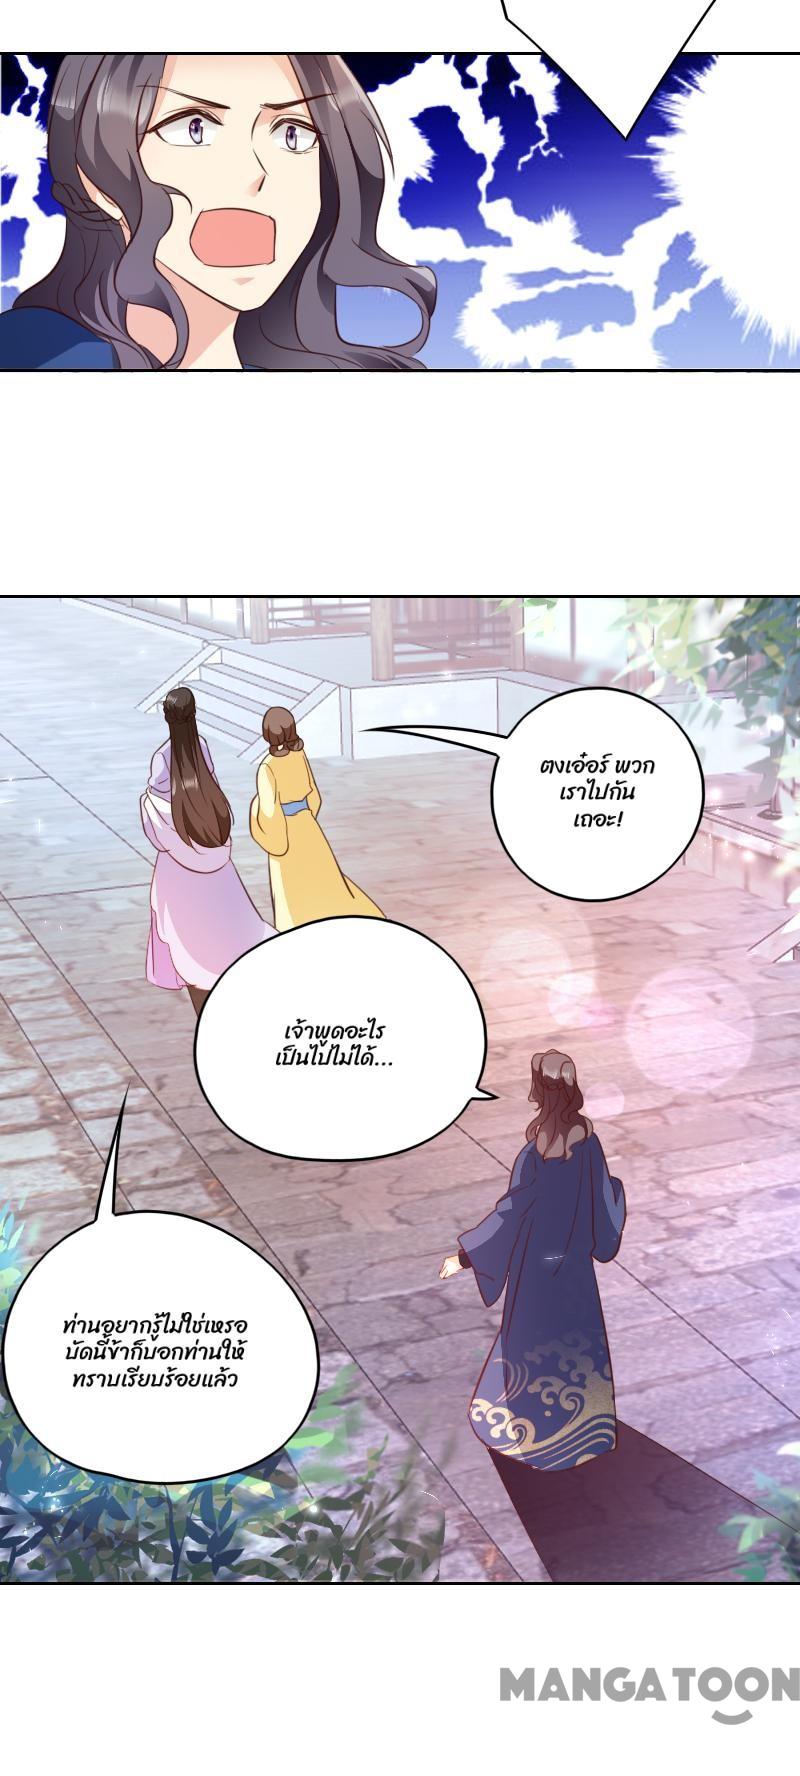 ตงเอ๋อร์ พวก
เราไปกัน
เถอะ!
เจ้าพูดอะไร
เป็นไปไม่ได้...
ท่านอยากรู้ไม่ใช่เหรอ
บัดนี้ข้าก็บอกท่านให้
ทราบเรียบร้อยแล้ว
MANGATOON